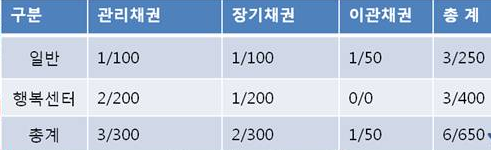 구분 관리채권 장기채권 이관채권 총 계
일반 1/100 1/100 1/50 3/250
행복센터 2/200 1/200 0/0 3/400
총계 3/300 2/300 1/50 6/650